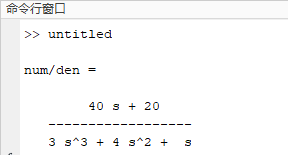 命令行窗口
>> untitled
num/den =
40 s + 20
------------------
3 s^3 + 4 s^2 + s